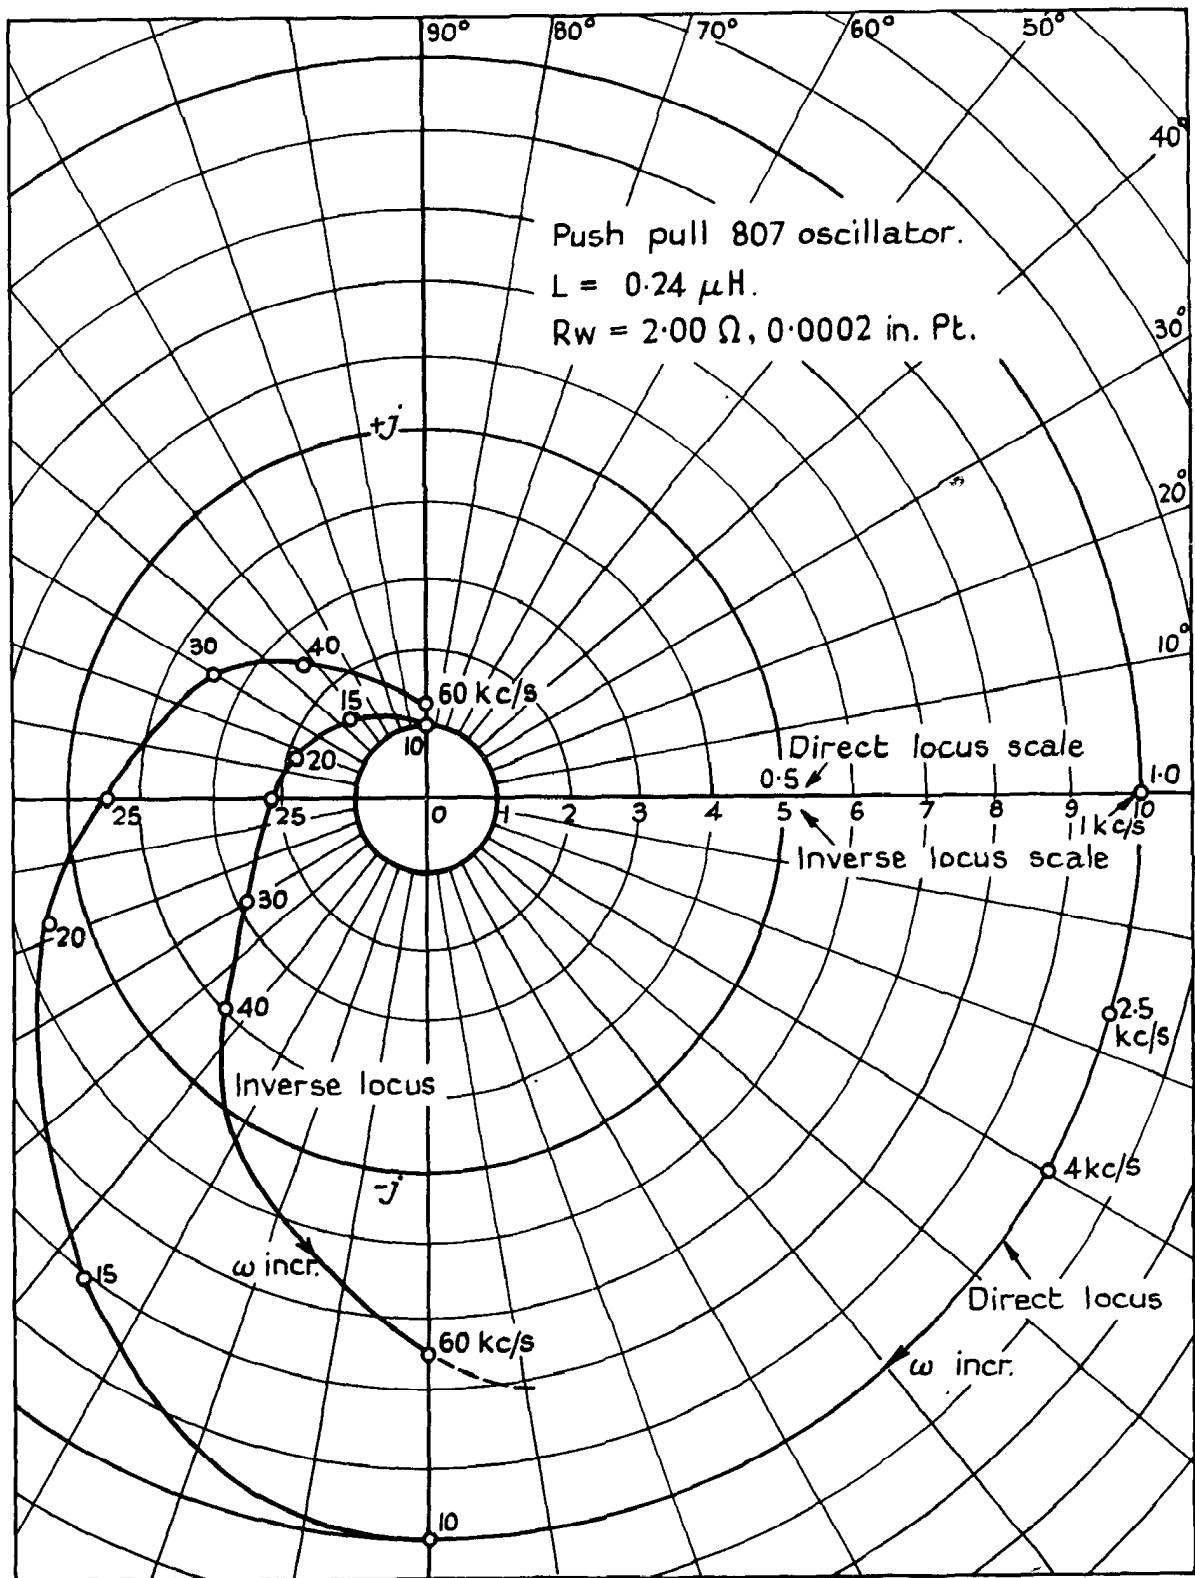 90° 80° 70° 60° 50°
40°
Push pull 807 oscillator.
L = 0·24 μH.
Rw = 2·00 Ω, 0·0002 in. Pt.
30°
+j
20°
30 40
10°
15 60 kc/s
10
20 Direct locus scale
0·5 1·0
25 25 0 1 2 3 4 5 6 7 8 9 10
1 kc/s
Inverse locus scale
30
20
40 2·5
kc/s
Inverse locus
4 kc/s
-j
ω incr.
15
Direct locus
60 kc/s
ω incr.
10